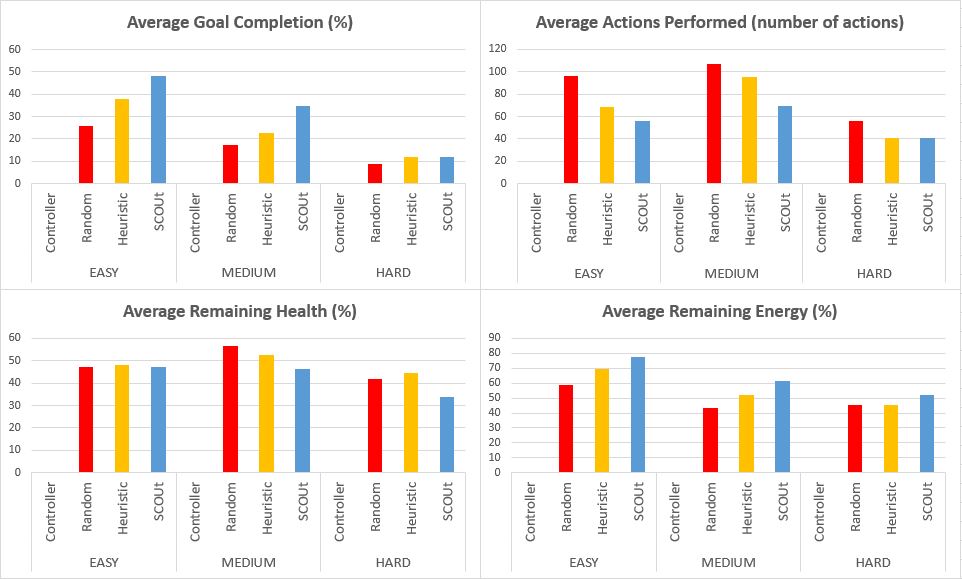 Average Goal Completion (%)
60
50
40
30
20
10
0
Controller
Random
Heuristic
SCOUt
Controller
Random
Heuristic
SCOUt
Controller
Random
Heuristic
SCOUt
EASY
MEDIUM
HARD
Average Actions Performed (number of actions)
120
100
80
60
40
20
0
Controller
Random
Heuristic
SCOUt
Controller
Random
Heuristic
SCOUt
Controller
Random
Heuristic
SCOUt
EASY
MEDIUM
HARD
Average Remaining Health (%)
60
50
40
30
20
10
0
Controller
Random
Heuristic
SCOUt
Controller
Random
Heuristic
SCOUt
Controller
Random
Heuristic
SCOUt
EASY
MEDIUM
HARD
Average Remaining Energy (%)
90
80
70
60
50
40
30
20
10
0
Controller
Random
Heuristic
SCOUt
Controller
Random
Heuristic
SCOUt
Controller
Random
Heuristic
SCOUt
EASY
MEDIUM
HARD